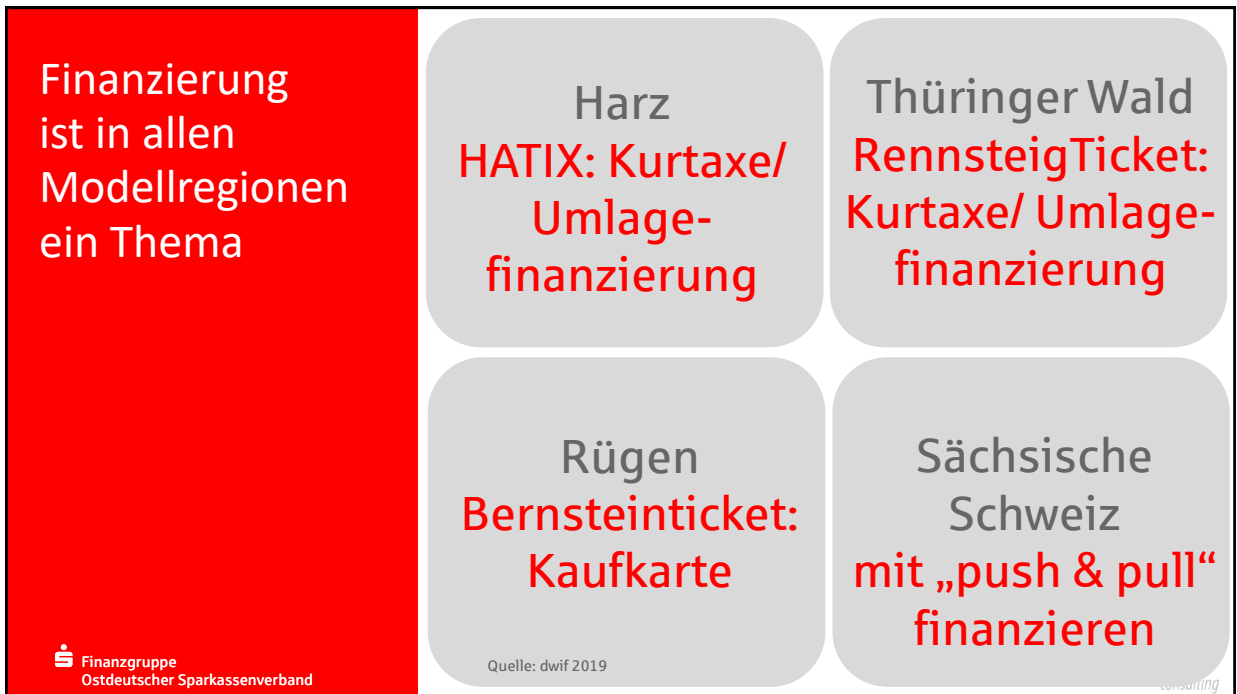 Finanzierung
ist in allen
Modellregionen
ein Thema
Harz
HATIX: Kurtaxe/
Umlage-
finanzierung
Thüringer Wald
RennsteigTicket:
Kurtaxe/ Umlage-
finanzierung
Rügen
Bernsteinticket:
Kaufkarte
Sächsische
Schweiz
mit „push & pull“
finanzieren
Quelle: dwif 2019
Finanzgruppe
Ostdeutscher Sparkassenverband
consulting